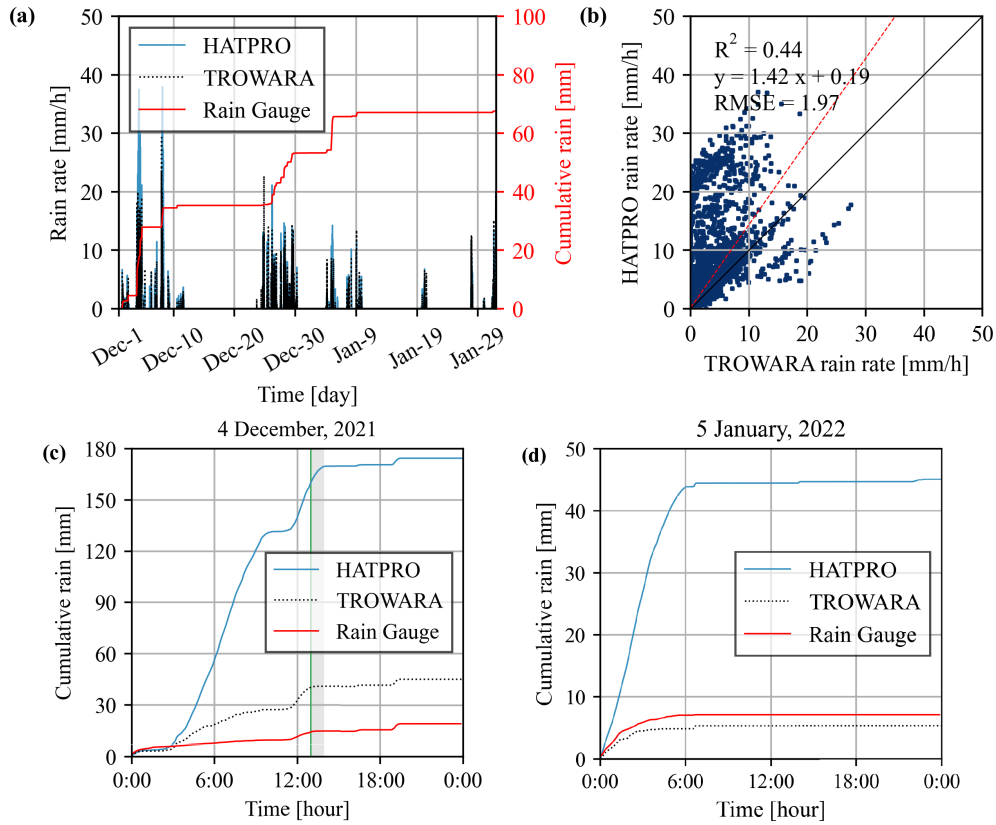 (a)
50
40
30
20
10
0
Rain rate [mm/h]
HATPRO
TROWARA
Rain Gauge
100
80
60
40
20
0
Cumulative rain [mm]
Dec-1
Dec-10
Dec-20
Dec-30
Jan-9
Jan-19
Jan-29
Time [day]
(b)
50
40
30
20
10
0
HATPRO rain rate [mm/h]
R² = 0.44
y = 1.42 x + 0.19
RMSE = 1.97
0
10
20
30
40
50
TROWARA rain rate [mm/h]
(c)
4 December, 2021
180
150
120
90
60
30
0
Cumulative rain [mm]
HATPRO
TROWARA
Rain Gauge
0:00
6:00
12:00
18:00
0:00
Time [hour]
(d)
5 January, 2022
50
40
30
20
10
0
Cumulative rain [mm]
HATPRO
TROWARA
Rain Gauge
0:00
6:00
12:00
18:00
0:00
Time [hour]